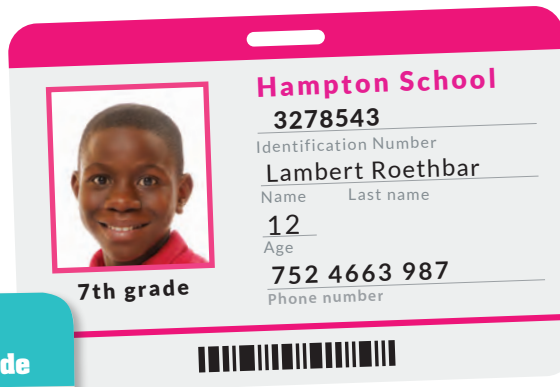 Hampton School
3278543
Identification Number
Lambert Roethbar
Name Last name
12
Age
752 4663 987
Phone number
7th grade
de